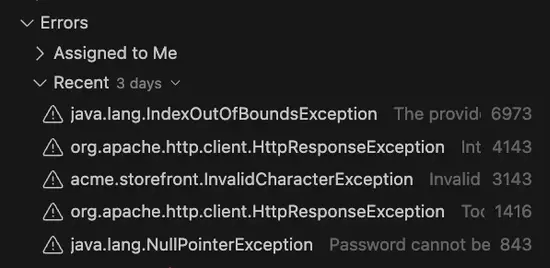 Errors
Assigned to Me
Recent 3 days
java.lang.IndexOutOfBoundsException The provid 6973
org.apache.http.client.HttpResponseException Int 4143
acme.storefront.InvalidCharacterException Invalid 3143
org.apache.http.client.HttpResponseException Too 1416
java.lang.NullPointerException Password cannot be 843